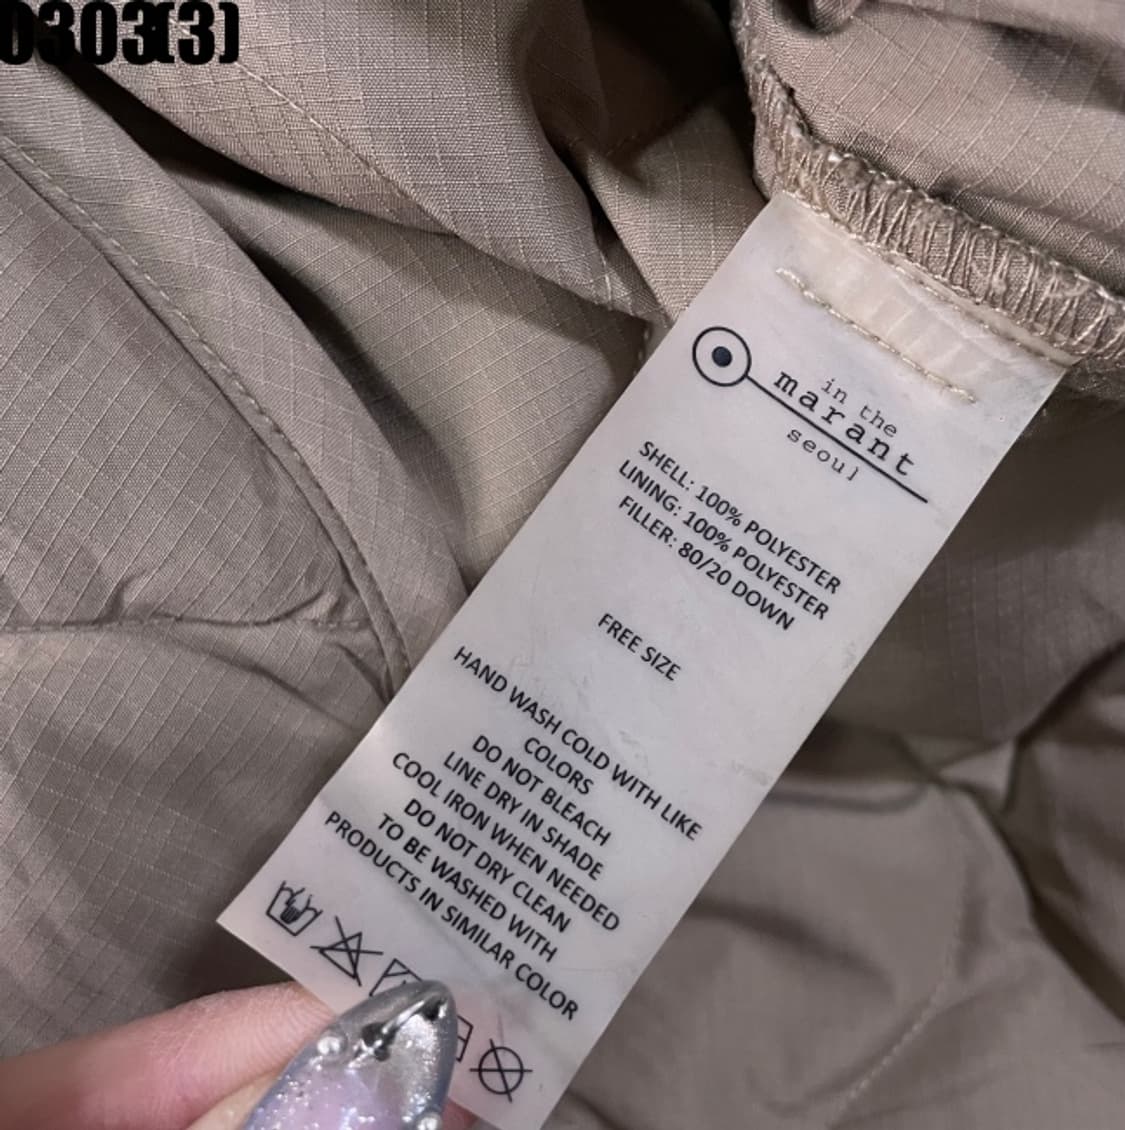 0303(3)
in the
marant
seoul
SHELL: 100% POLYESTER
LINING: 100% POLYESTER
FILLER: 80/20 DOWN
FREE SIZE
HAND WASH COLD WITH LIKE
COLORS
DO NOT BLEACH
LINE DRY IN SHADE
COOL IRON WHEN NEEDED
DO NOT DRY CLEAN
TO BE WASHED WITH
PRODUCTS IN SIMILAR COLOR